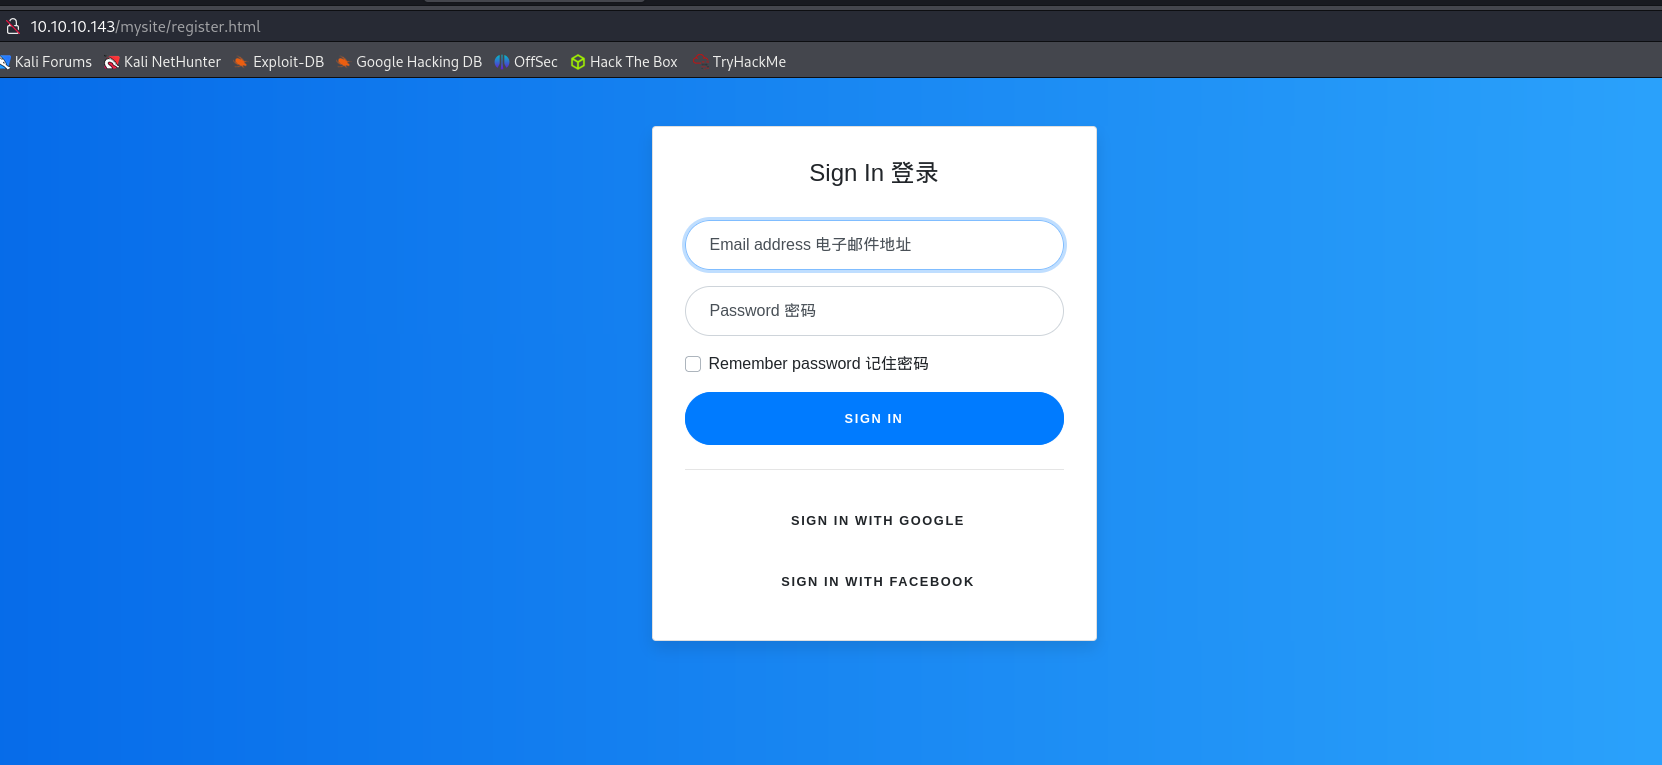 10.10.10.143/mysite/register.html
Kali Forums Kali NetHunter Exploit-DB Google Hacking DB OffSec Hack The Box TryHackMe
Sign In 登录
Email address 电子邮件地址
Password 密码
Remember password 记住密码
SIGN IN
SIGN IN WITH GOOGLE
SIGN IN WITH FACEBOOK